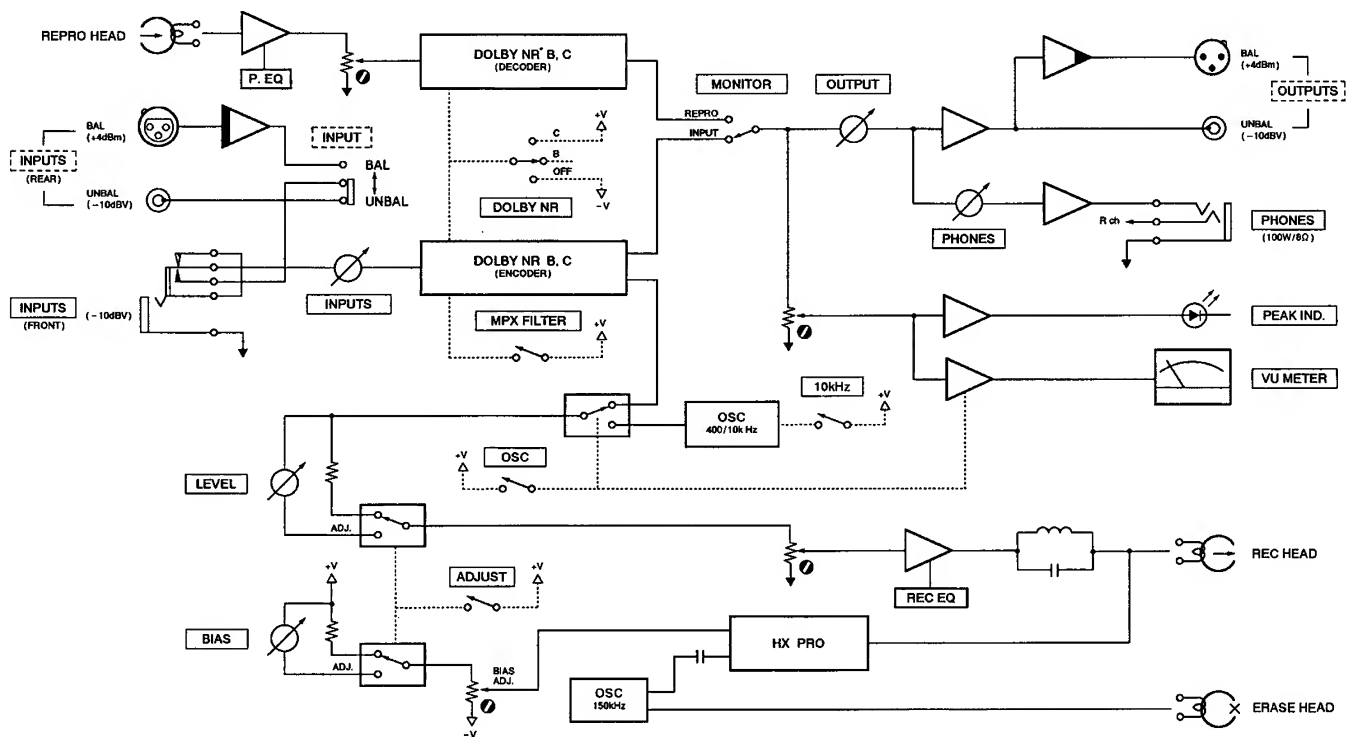 REPRO HEAD
P. EQ
DOLBY NR* B, C
(DECODER)
MONITOR
REPRO
INPUT
OUTPUT
BAL
(+4dBm)
OUTPUTS
UNBAL
(−10dBV)
BAL
(+4dBm)
INPUTS
(REAR)
UNBAL
(−10dBV)
INPUT
BAL
UNBAL
C
+V
B
OFF
−V
DOLBY NR
PHONES
R ch
PHONES
(100W/8Ω)
INPUTS
(FRONT)
(−10dBV)
INPUTS
DOLBY NR B, C
(ENCODER)
MPX FILTER
+V
PEAK IND.
VU METER
10kHz
+V
OSC
400/10k Hz
OSC
+V
LEVEL
ADJ.
ADJUST
+V
REC EQ
REC HEAD
+V
BIAS
ADJ.
BIAS
ADJ.
−V
HX PRO
OSC
150kHz
ERASE HEAD